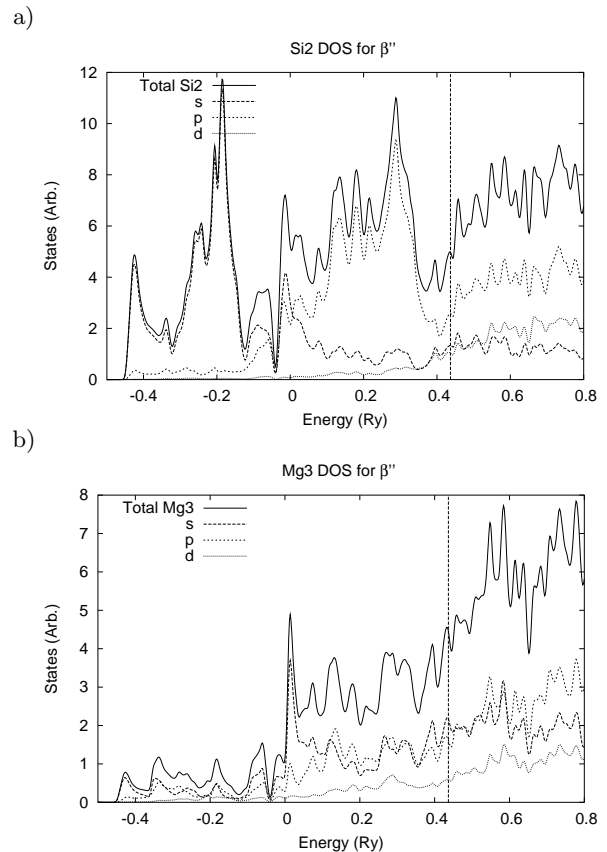 a)
Si2 DOS for β''
12
10
8
6
4
2
0
States (Arb.)
Total Si2
s
p
d
-0.4 -0.2 0 0.2 0.4 0.6 0.8
Energy (Ry)
b)
Mg3 DOS for β''
8
7
6
5
4
3
2
1
0
States (Arb.)
Total Mg3
s
p
d
-0.4 -0.2 0 0.2 0.4 0.6 0.8
Energy (Ry)